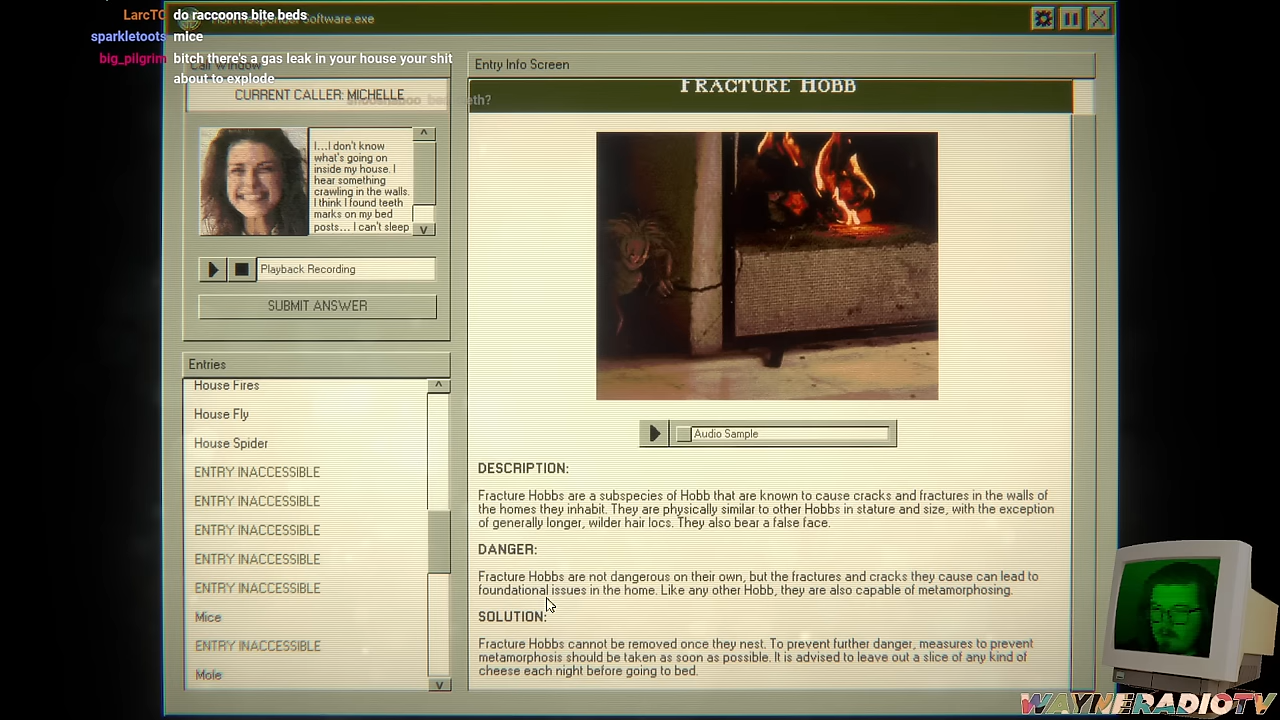 LarcTO do raccoons bite beds
Software.exe
sparkletoots mice
big_pilgrim bitch there's a gas leak in your house your shit
about to explode
Call Window
Entry Info Screen
CURRENT CALLER: MICHELLE
FRACTURE HOBB
I...I don't know
what's going on
inside my house. I
hear something
crawling in the walls.
I think I found teeth
marks on my bed
posts... I can't sleep
Playback Recording
SUBMIT ANSWER
Entries
House Fires
House Fly
House Spider
ENTRY INACCESSIBLE
ENTRY INACCESSIBLE
ENTRY INACCESSIBLE
ENTRY INACCESSIBLE
ENTRY INACCESSIBLE
Mice
ENTRY INACCESSIBLE
Mole
Audio Sample
DESCRIPTION:
Fracture Hobbs are a subspecies of Hobb that are known to cause cracks and fractures in the walls of
the homes they inhabit. They are physically similar to other Hobbs in stature and size, with the exception
of generally longer, wilder hair locs. They also bear a false face.
DANGER:
Fracture Hobbs are not dangerous on their own, but the fractures and cracks they cause can lead to
foundational issues in the home. Like any other Hobb, they are also capable of metamorphosing.
SOLUTION:
Fracture Hobbs cannot be removed once they nest. To prevent further danger, measures to prevent
metamorphosis should be taken as soon as possible. It is advised to leave out a slice of any kind of
cheese each night before going to bed.
WAYNERADIOTV